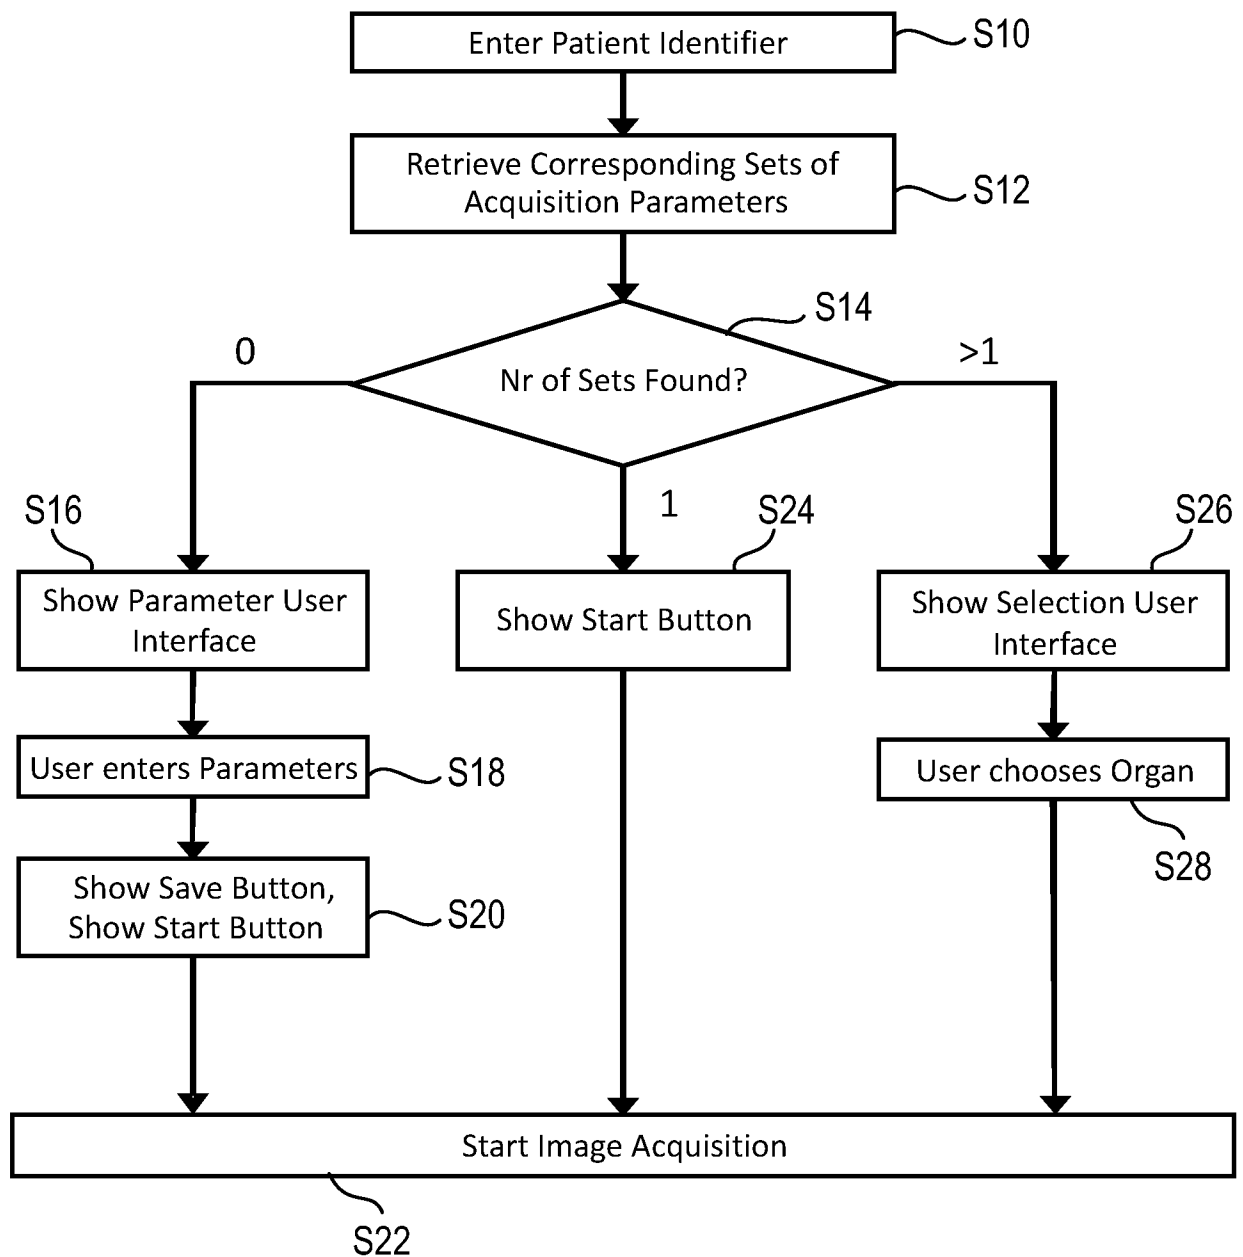 Enter Patient Identifier
S10
Retrieve Corresponding Sets of
Acquisition Parameters
S12
S14
Nr of Sets Found?
0
>1
1
S16
S24
S26
Show Parameter User
Interface
Show Start Button
Show Selection User
Interface
User enters Parameters
S18
User chooses Organ
S28
Show Save Button,
Show Start Button
S20
Start Image Acquisition
S22